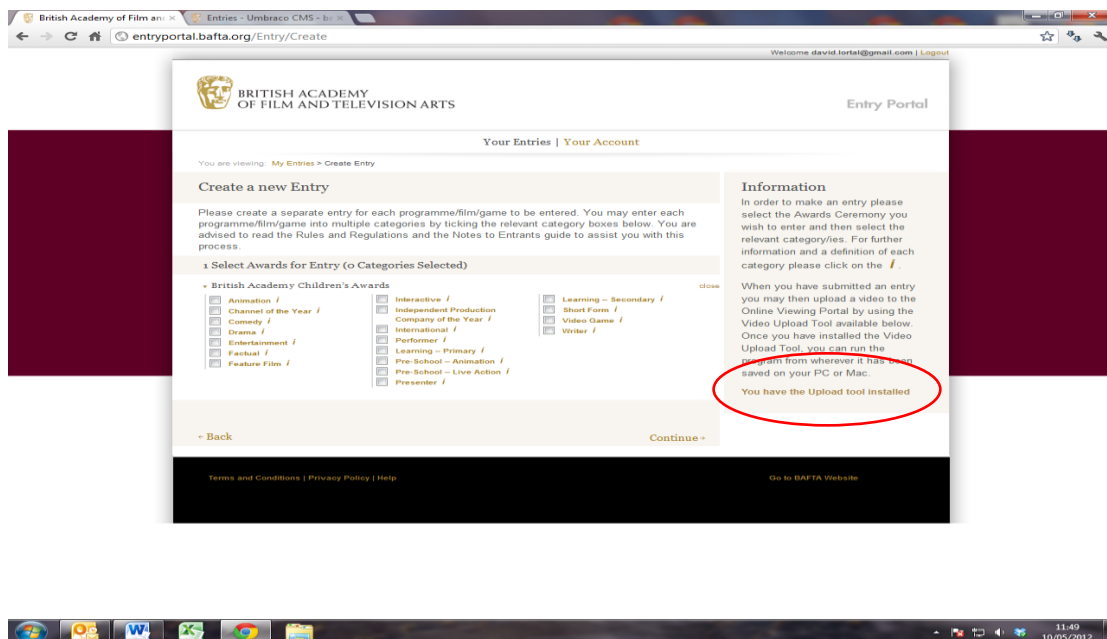 British Academy of Film an
Entries - Umbraco CMS - b
entryportal.bafta.org/Entry/Create
Welcome david.lortal@gmail.com | Logout
BRITISH ACADEMY
OF FILM AND TELEVISION ARTS
Entry Portal
Your Entries | Your Account
You are viewing: My Entries > Create Entry
Create a new Entry
Please create a separate entry for each programme/film/game to be entered. You may enter each
programme/film/game into multiple categories by ticking the relevant category boxes below. You are
advised to read the Rules and Regulations and the Notes to Entrants guide to assist you with this
process.
1 Select Awards for Entry (0 Categories Selected)
British Academy Children's Awards
close
Animation i
Channel of the Year i
Comedy i
Drama i
Entertainment i
Factual i
Feature Film i
Interactive i
Independent Production
Company of the Year i
International i
Performer i
Learning – Primary i
Pre-School – Animation i
Pre-School – Live Action i
Presenter i
Learning – Secondary i
Short Form i
Video Game i
Writer i
← Back
Continue→
Information
In order to make an entry please
select the Awards Ceremony you
wish to enter and then select the
relevant category/ies. For further
information and a definition of each
category please click on the i .
When you have submitted an entry
you may then upload a video to the
Online Viewing Portal by using the
Video Upload Tool available below.
Once you have installed the Video
Upload Tool, you can run the
program from wherever it has been
saved on your PC or Mac.
You have the Upload tool installed
Terms and Conditions | Privacy Policy | Help
Go to BAFTA Website
11:49
10/05/2012